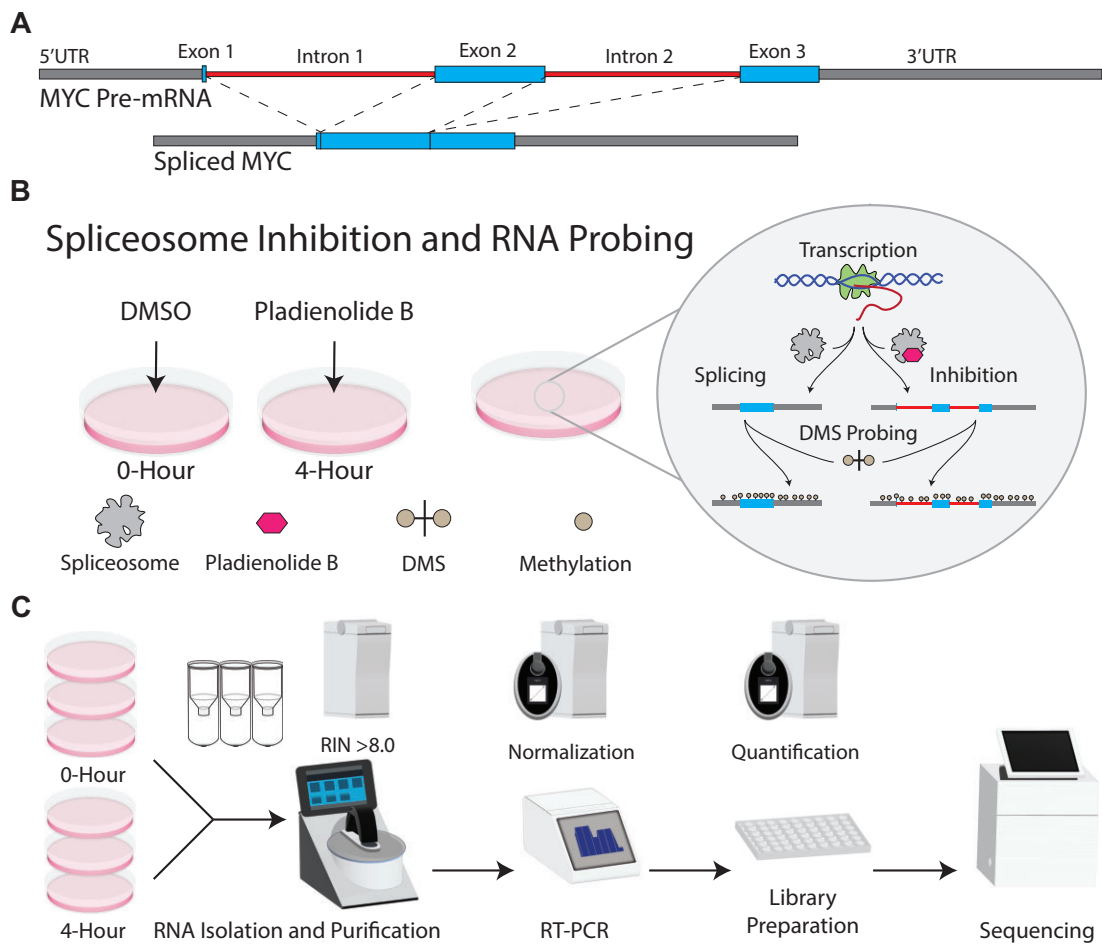 A
5'UTR
Exon 1
Intron 1
Exon 2
Intron 2
Exon 3
3'UTR
MYC Pre-mRNA
Spliced MYC
B
Spliceosome Inhibition and RNA Probing
DMSO
Pladienolide B
0-Hour
4-Hour
Spliceosome
Pladienolide B
DMS
Methylation
Transcription
Splicing
Inhibition
DMS Probing
C
0-Hour
4-Hour
RIN >8.0
RNA Isolation and Purification
Normalization
RT-PCR
Quantification
Library
Preparation
Sequencing